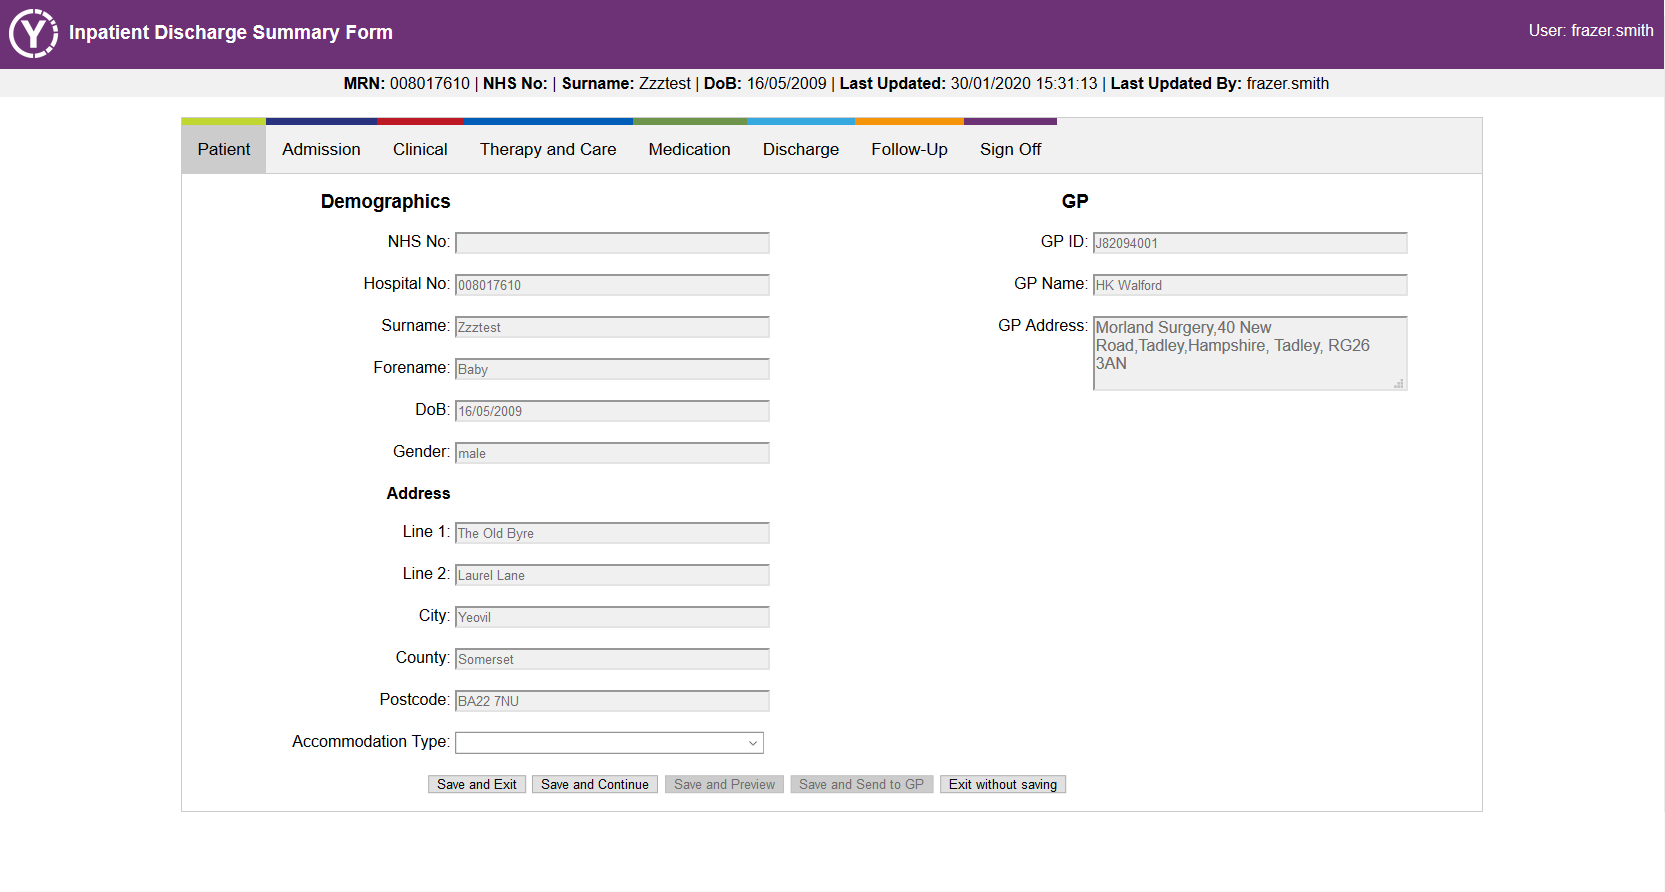 Y Inpatient Discharge Summary Form
User: frazer.smith
MRN: 008017610 | NHS No: | Surname: Zzztest | DoB: 16/05/2009 | Last Updated: 30/01/2020 15:31:13 | Last Updated By: frazer.smith
Patient Admission Clinical Therapy and Care Medication Discharge Follow-Up Sign Off
Demographics
NHS No:
Hospital No: 008017610
Surname: Zzztest
Forename: Baby
DoB: 16/05/2009
Gender: male
Address
Line 1: The Old Byre
Line 2: Laurel Lane
City: Yeovil
County: Somerset
Postcode: BA22 7NU
Accommodation Type:
GP
GP ID: J82094001
GP Name: HK Walford
GP Address: Morland Surgery,40 New
Road,Tadley,Hampshire, Tadley, RG26
3AN
Save and Exit Save and Continue Save and Preview Save and Send to GP Exit without saving